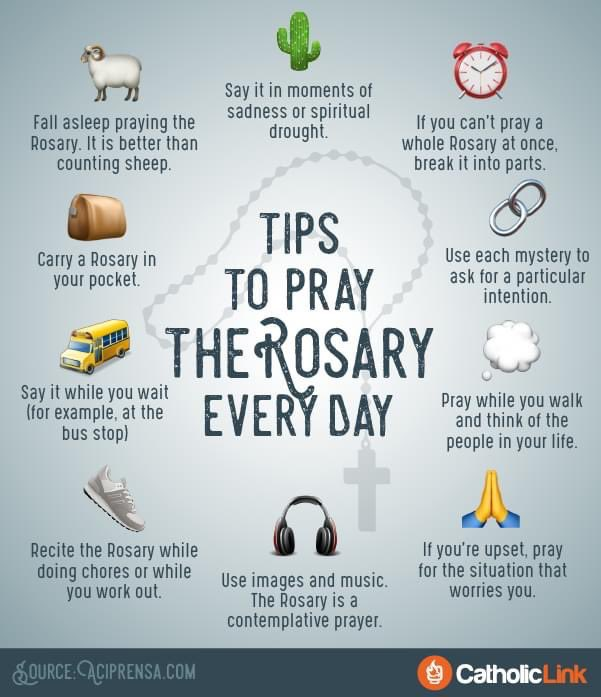 Say it in moments of
sadness or spiritual
drought.
Fall asleep praying the
Rosary. It is better than
counting sheep.
If you can't pray a
whole Rosary at once,
break it into parts.
TIPS
TO PRAY
THE ROSARY
EVERY DAY
Carry a Rosary in
your pocket.
Use each mystery to
ask for a particular
intention.
Say it while you wait
(for example, at the
bus stop)
Pray while you walk
and think of the
people in your life.
Recite the Rosary while
doing chores or while
you work out.
Use images and music.
The Rosary is a
contemplative prayer.
If you're upset, pray
for the situation that
worries you.
SOURCE: ACIPRENSA.COM
CatholicLink